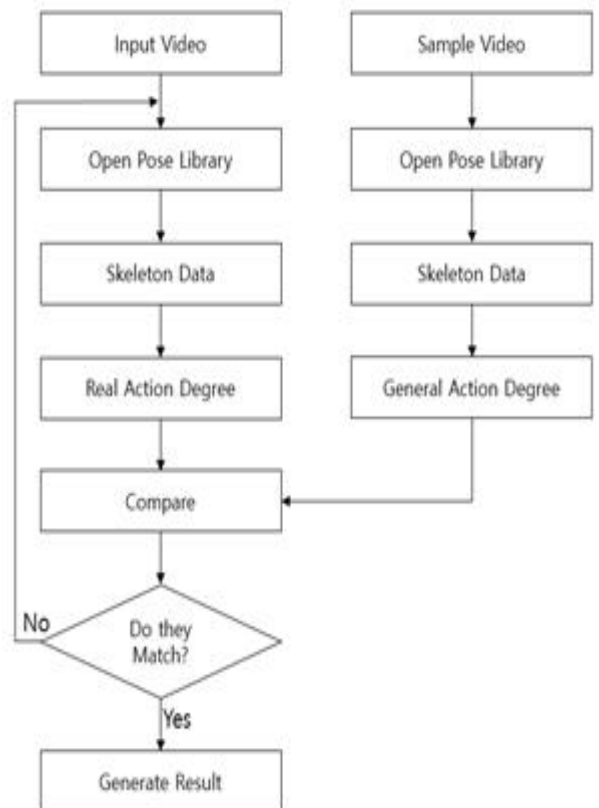 Input Video
Sample Video
Open Pose Library
Open Pose Library
Skeleton Data
Skeleton Data
Real Action Degree
General Action Degree
Compare
Do they
Match?
No
Yes
Generate Result